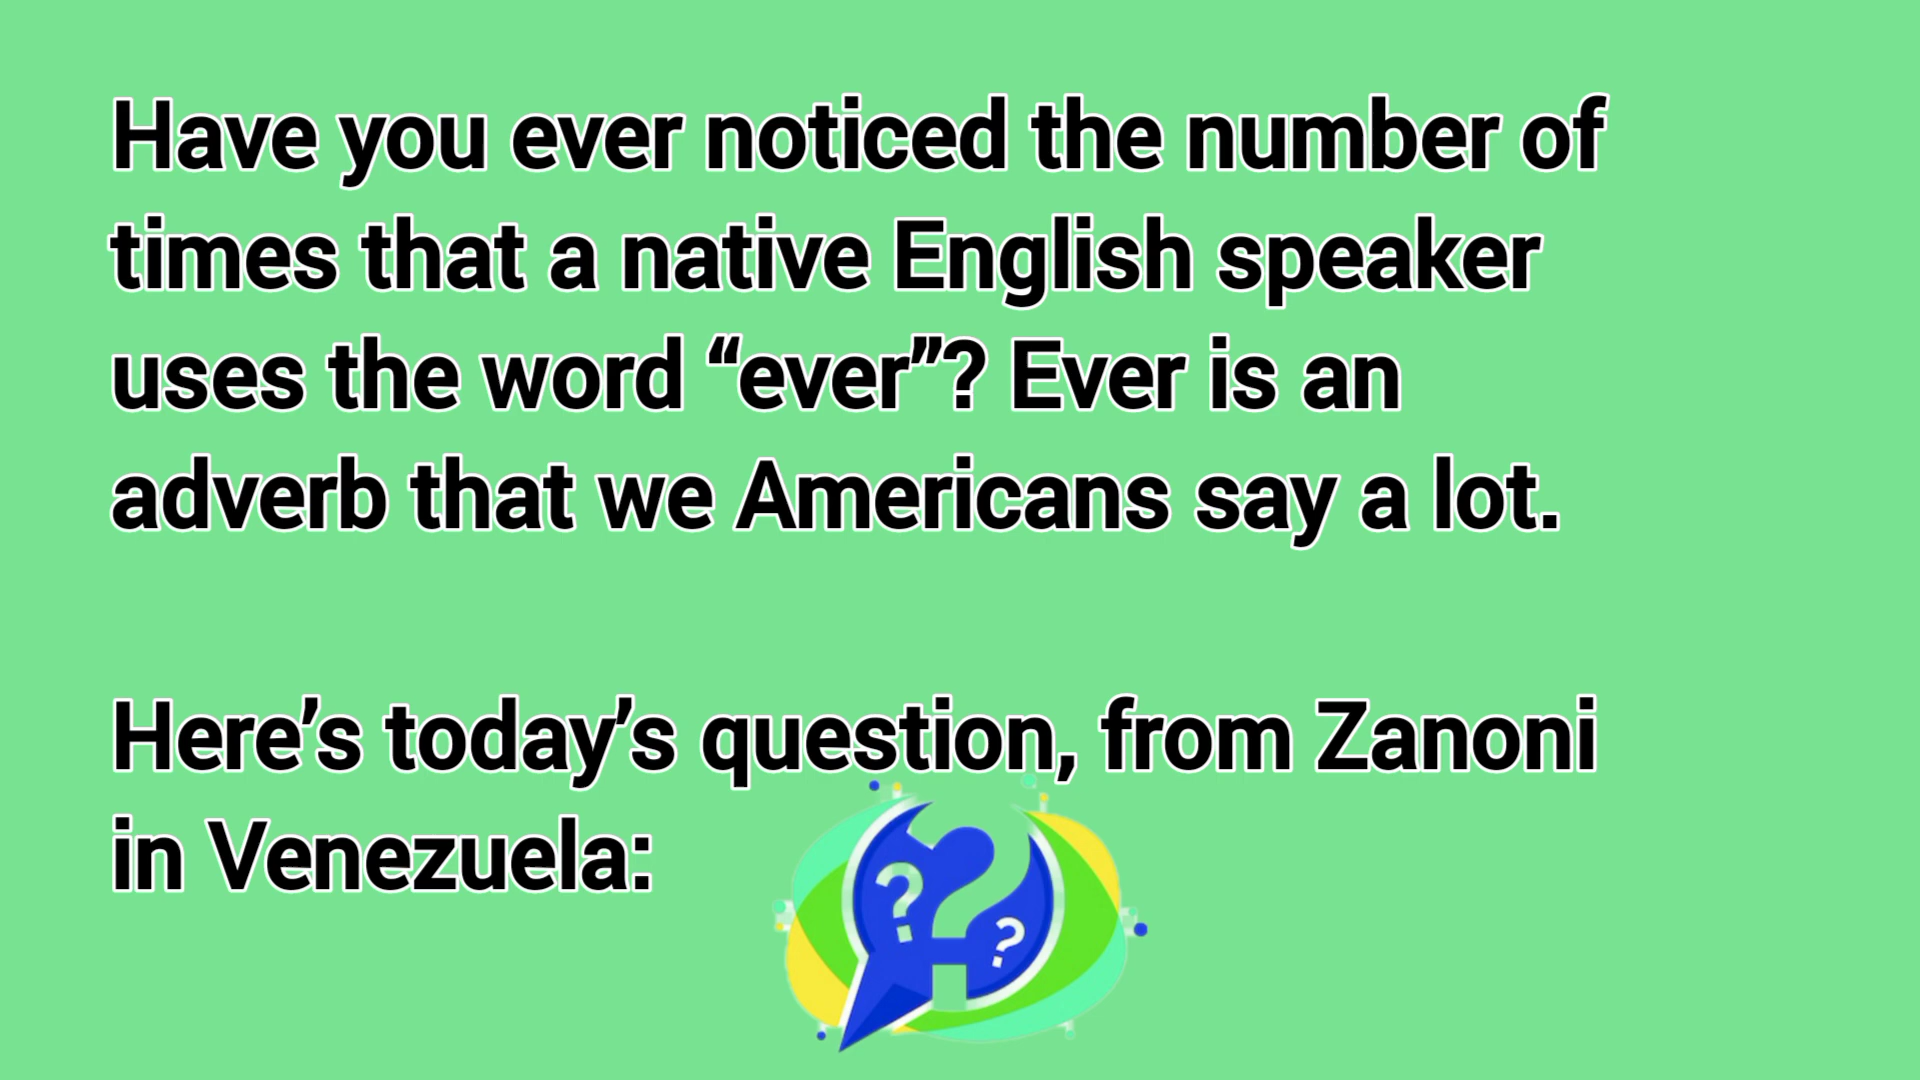 Have you ever noticed the number of
times that a native English speaker
uses the word “ever”? Ever is an
adverb that we Americans say a lot.
Here’s today’s question, from Zanoni
in Venezuela:
? ? ?